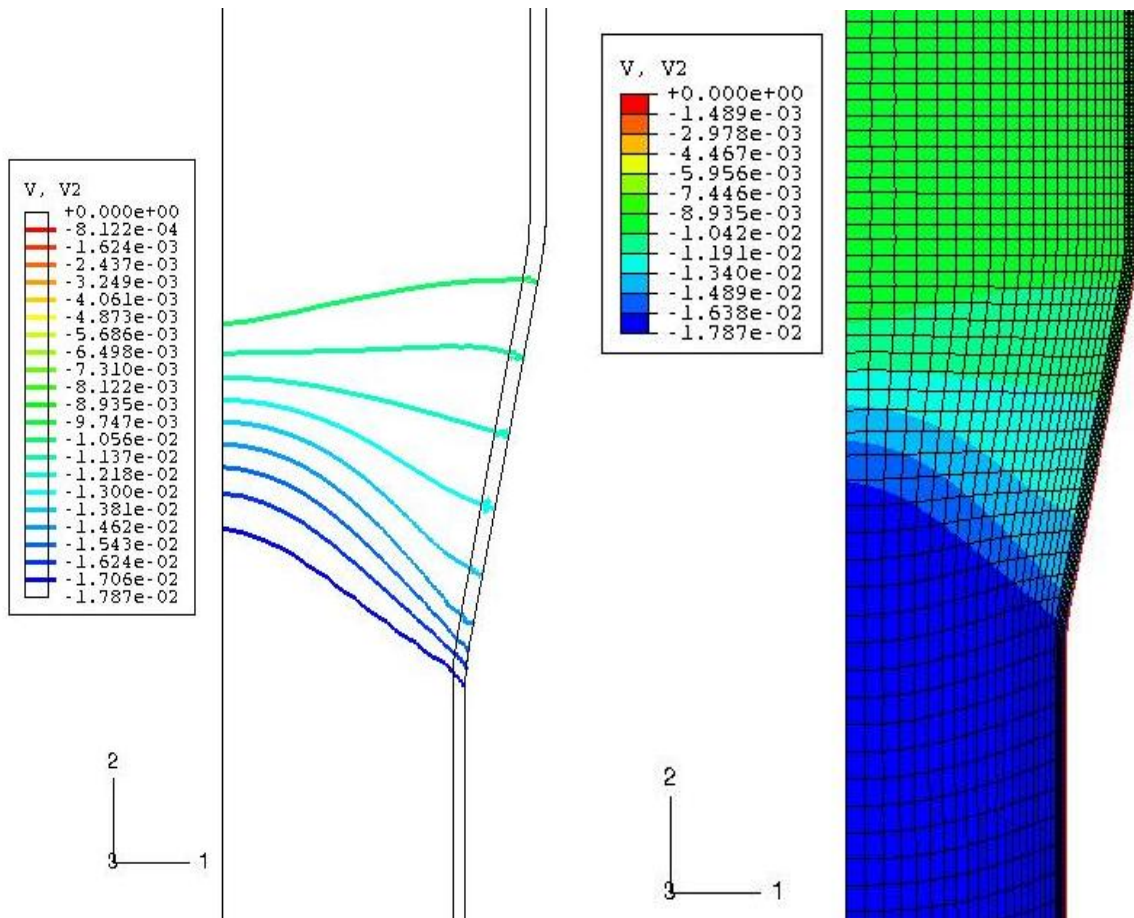 V, V2
+0.000e+00
-8.122e-04
-1.624e-03
-2.437e-03
-3.249e-03
-4.061e-03
-4.873e-03
-5.686e-03
-6.498e-03
-7.310e-03
-8.122e-03
-8.935e-03
-9.747e-03
-1.056e-02
-1.137e-02
-1.218e-02
-1.300e-02
-1.381e-02
-1.462e-02
-1.543e-02
-1.624e-02
-1.706e-02
-1.787e-02
2
3 1
V, V2
+0.000e+00
-1.489e-03
-2.978e-03
-4.467e-03
-5.956e-03
-7.446e-03
-8.935e-03
-1.042e-02
-1.191e-02
-1.340e-02
-1.489e-02
-1.638e-02
-1.787e-02
2
3 1